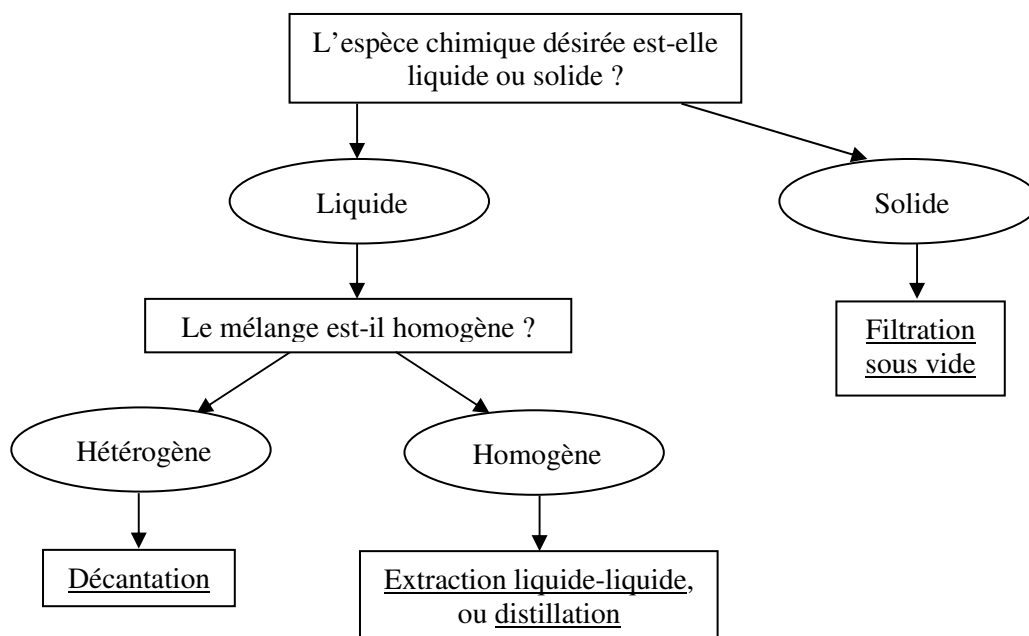 L'espèce chimique désirée est-elle
liquide ou solide ?
Liquide
Solide
Le mélange est-il homogène ?
Filtration
sous vide
Hétérogène
Homogène
Décantation
Extraction liquide-liquide,
ou distillation